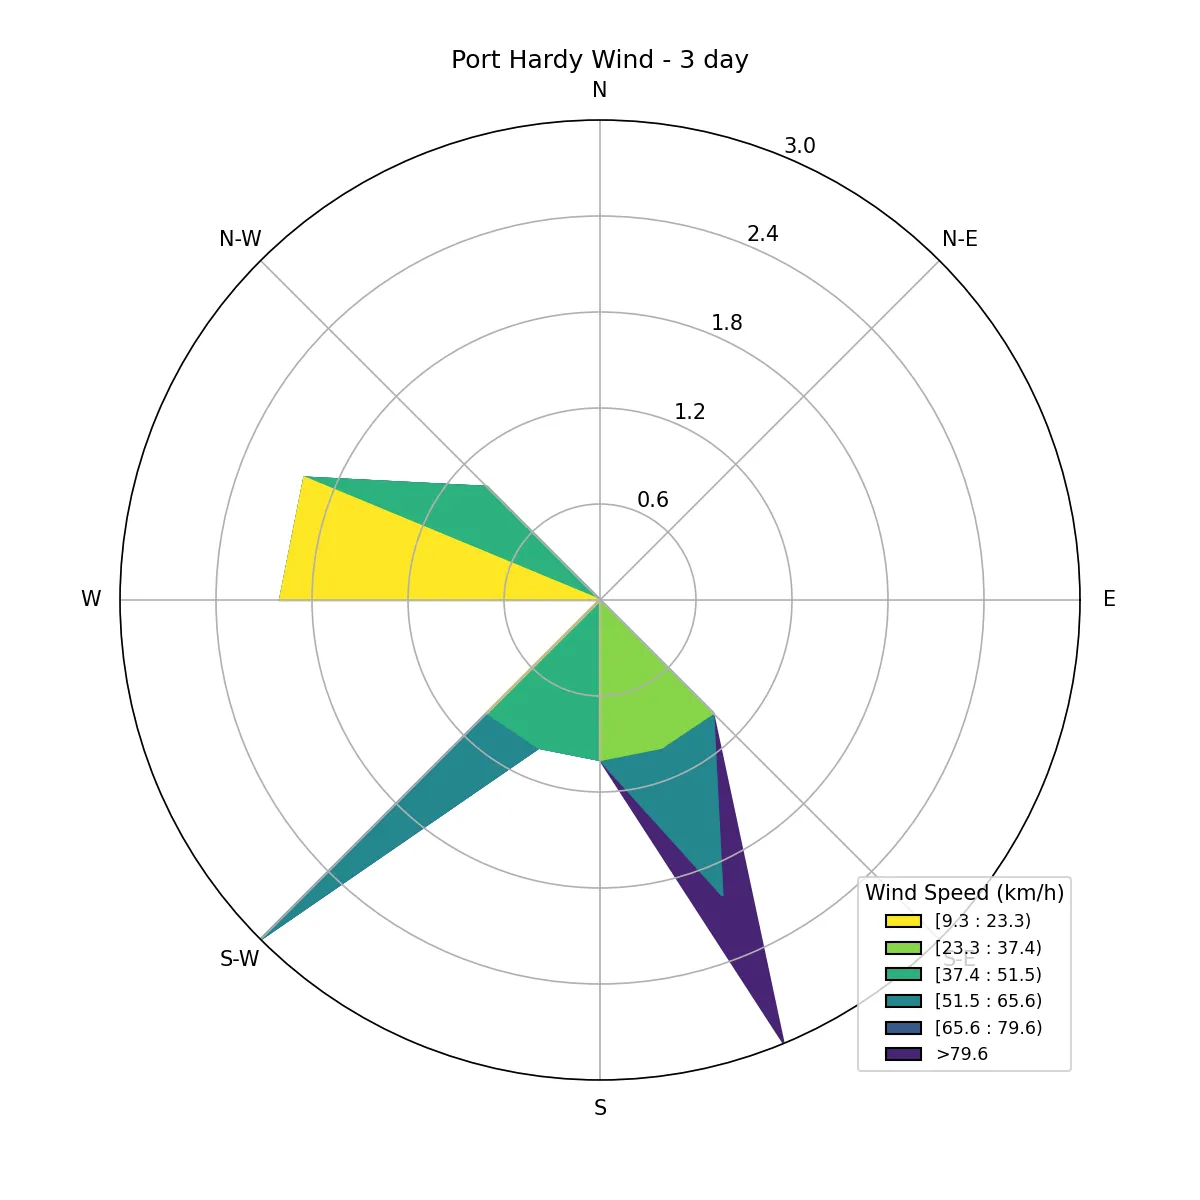 Port Hardy Wind - 3 day
N
3.0
N-W
N-E
2.4
1.8
1.2
0.6
W
E
S-W
S-E
S
Wind Speed (km/h)
[9.3 : 23.3)
[23.3 : 37.4)
[37.4 : 51.5)
[51.5 : 65.6)
[65.6 : 79.6)
>79.6